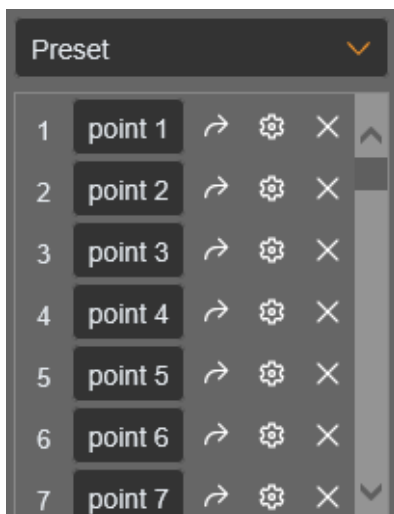 Preset
1 point 1
2 point 2
3 point 3
4 point 4
5 point 5
6 point 6
7 point 7